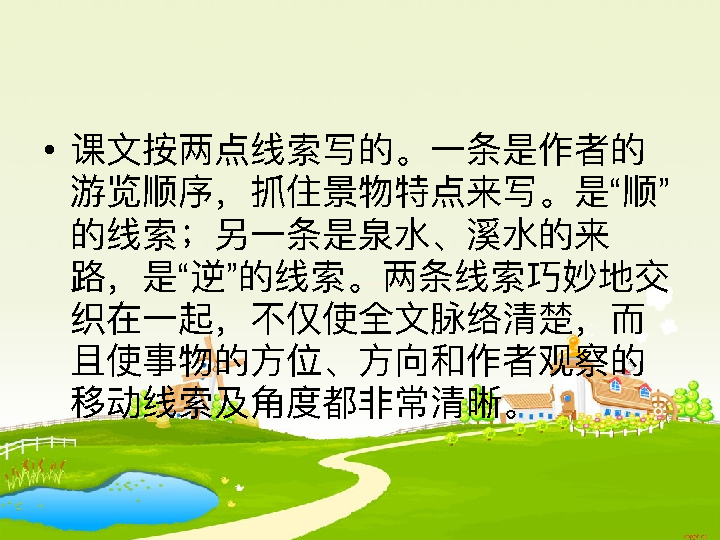 • 课文按两点线索写的。一条是作者的
游览顺序，抓住景物特点来写。是“顺”
的线索；另一条是泉水、溪水的来
路，是“逆”的线索。两条线索巧妙地交
织在一起，不仅使全文脉络清楚，而
且使事物的方位、方向和作者观察的
移动线索及角度都非常清晰。